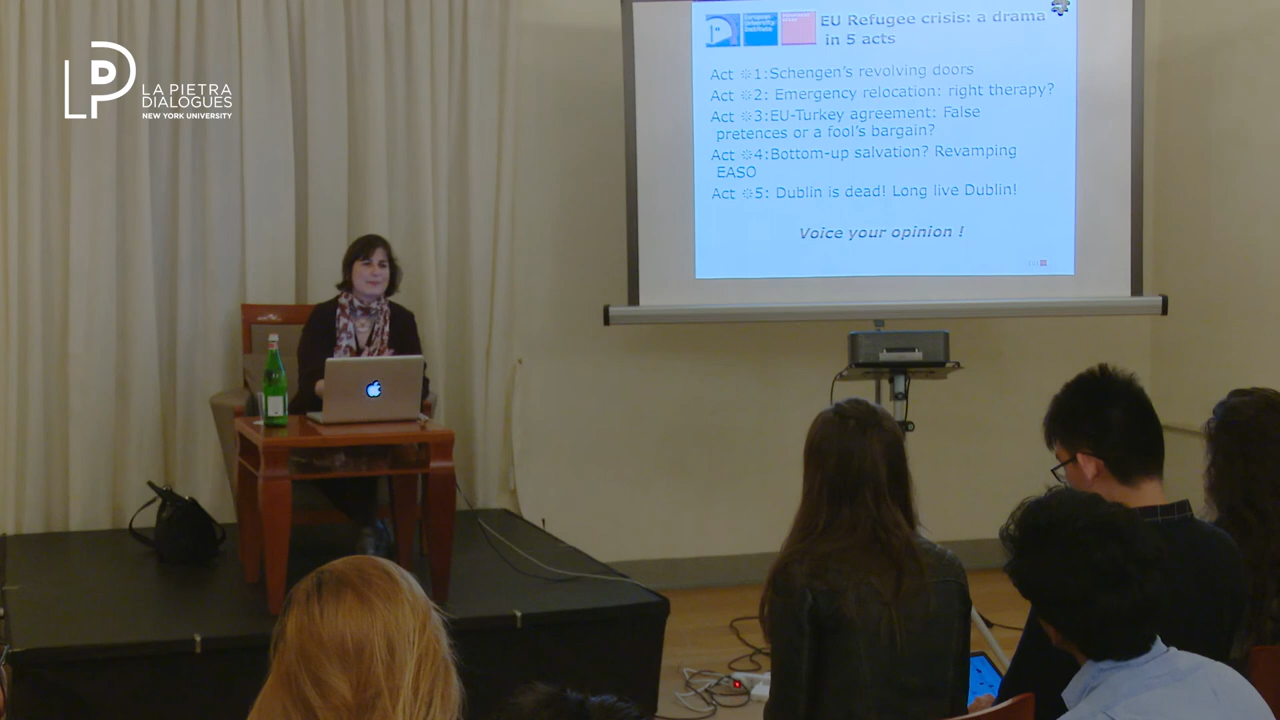 LP
LA PIETRA
DIALOGUES
NEW YORK UNIVERSITY
EU Refugee crisis: a drama
in 5 acts
Act 1:Schengen's revolving doors
Act 2: Emergency relocation: right therapy?
Act 3:EU-Turkey agreement: False
pretences or a fool's bargain?
Act 4:Bottom-up salvation? Revamping
EASO
Act 5: Dublin is dead! Long live Dublin!
Voice your opinion !